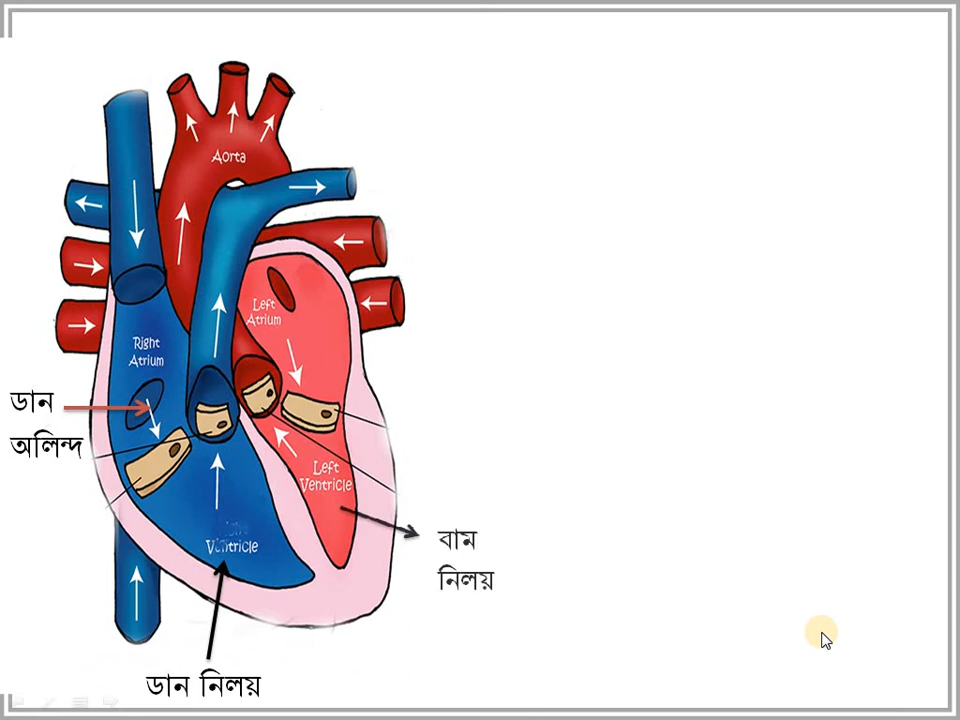 Aorta
Left
Atrium
Right
Atrium
ডান
অলিন্দ
Left
Ventricle
বাম
নিলয়
Ventricle
ডান নিলয়